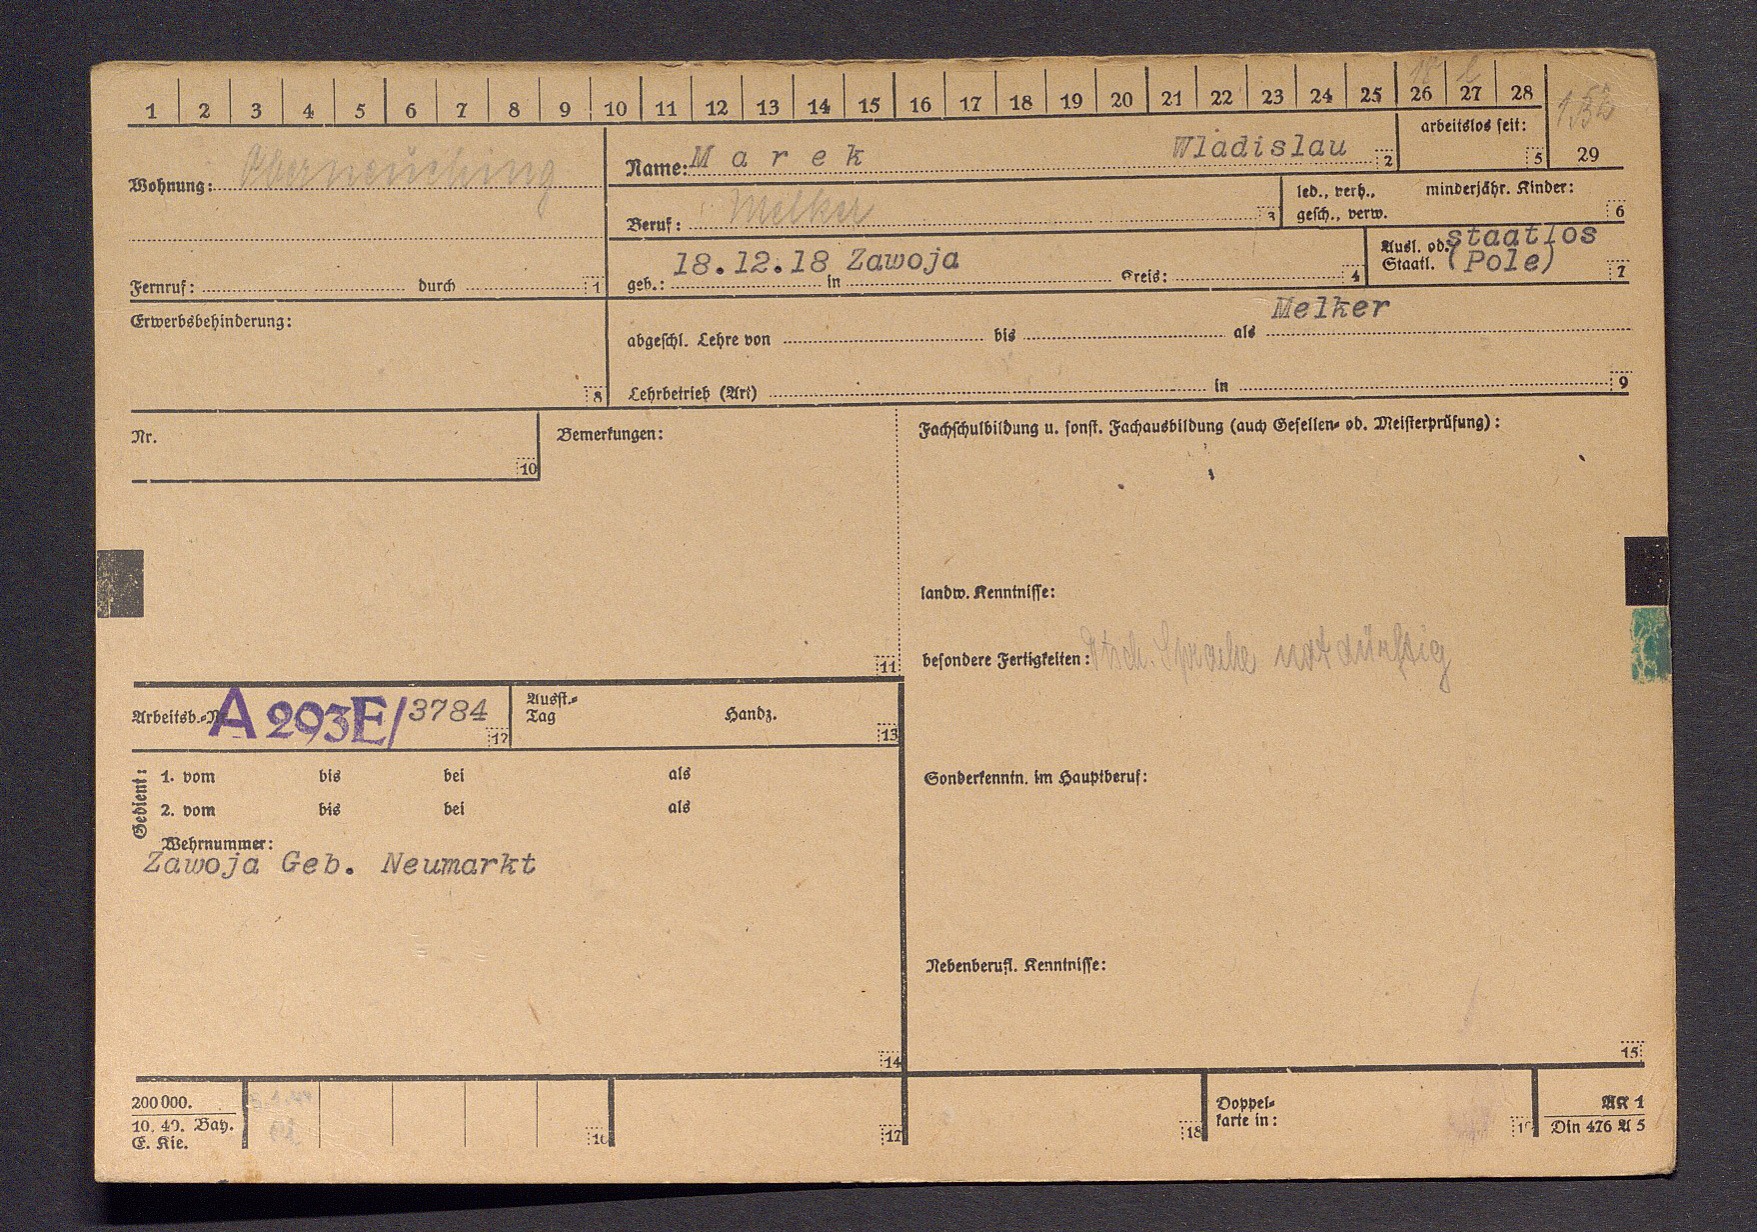 1 2 3 4 5 6 7 8 9 10 11 12 13 14 15 16 17 18 19 20 21 22 23 24 25 26 27 28 29
Wohnung: Oberneuching
Name: Marek Wladislau 2
arbeitslos seit: 5
Beruf: Melker 3
led., verh., gesch., verw.
minderjähr. Kinder: 6
Fernruf: durch 1
geb.: 18.12.18 in Zawoja Kreis: 4
Ausl. od. Staatl. staatlos (Pole) 7
Erwerbsbehinderung: 8
abgeschl. Lehre von bis als Melker
Lehrbetrieb (Art) in 9
Nr. 10
Bemerkungen: 11
Fachschulbildung u. sonst. Fachausbildung (auch Gesellen- od. Meisterprüfung):
landw. Kenntnisse:
besondere Fertigkeiten: Dtsch. Sprache notdürftig
Arbeitsb.-Nr. A 293E/3784 12
Ausst.-Tag Handz. 13
Gedient:
1. vom bis bei als
2. vom bis bei als
Wehrnummer:
Zawoja Geb. Neumarkt
14
Sonderkenntn. im Hauptberuf:
Nebenberufl. Kenntnisse:
15
200000.
10. 40. Bay.
E. Kie.
16 17 18
Doppelkarte in: 19
AK 1
Din 476 A 5